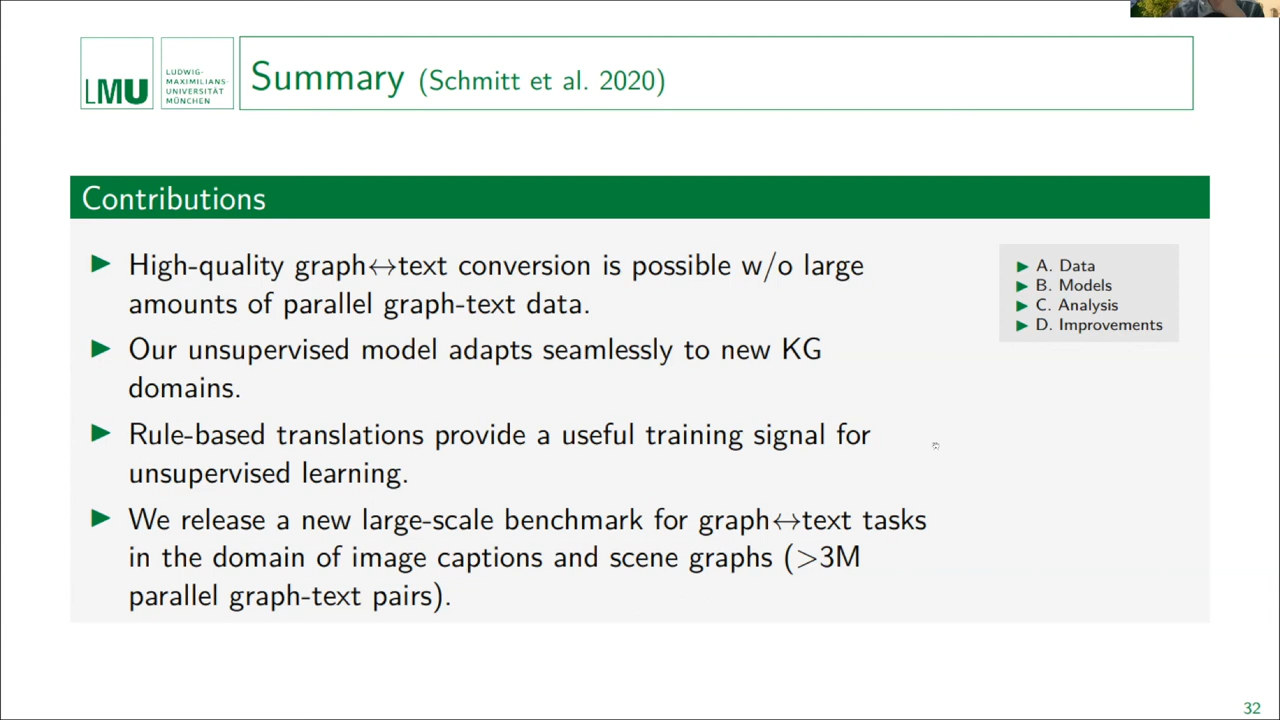 LMU
LUDWIG-
MAXIMILIANS-
UNIVERSITÄT
MÜNCHEN
Summary (Schmitt et al. 2020)
Contributions
▶ High-quality graph↔text conversion is possible w/o large
amounts of parallel graph-text data.
▶ Our unsupervised model adapts seamlessly to new KG
domains.
▶ Rule-based translations provide a useful training signal for
unsupervised learning.
▶ We release a new large-scale benchmark for graph↔text tasks
in the domain of image captions and scene graphs (>3M
parallel graph-text pairs).
▶ A. Data
▶ B. Models
▶ C. Analysis
▶ D. Improvements
32